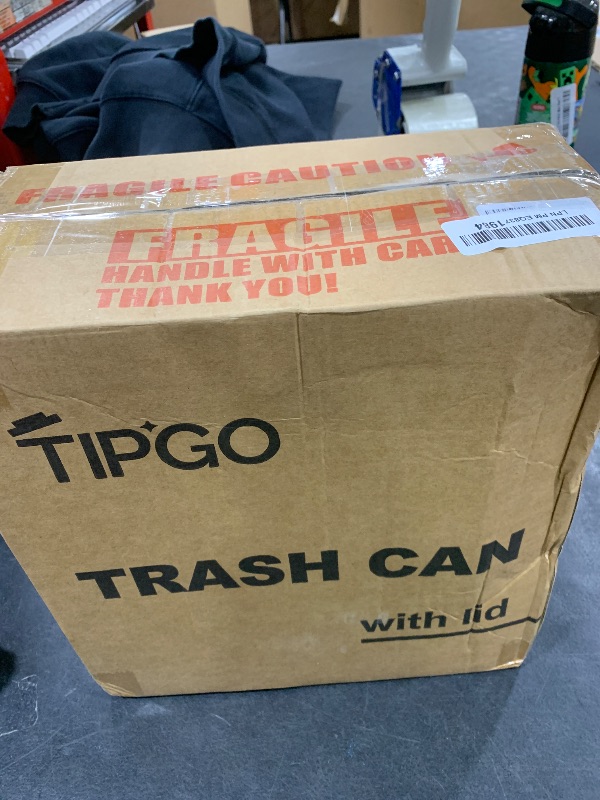 FRAGILE CAUTION
FRAGILE
HANDLE WITH CAR
THANK YOU!
TIPGO
TRASH CAN
with lid